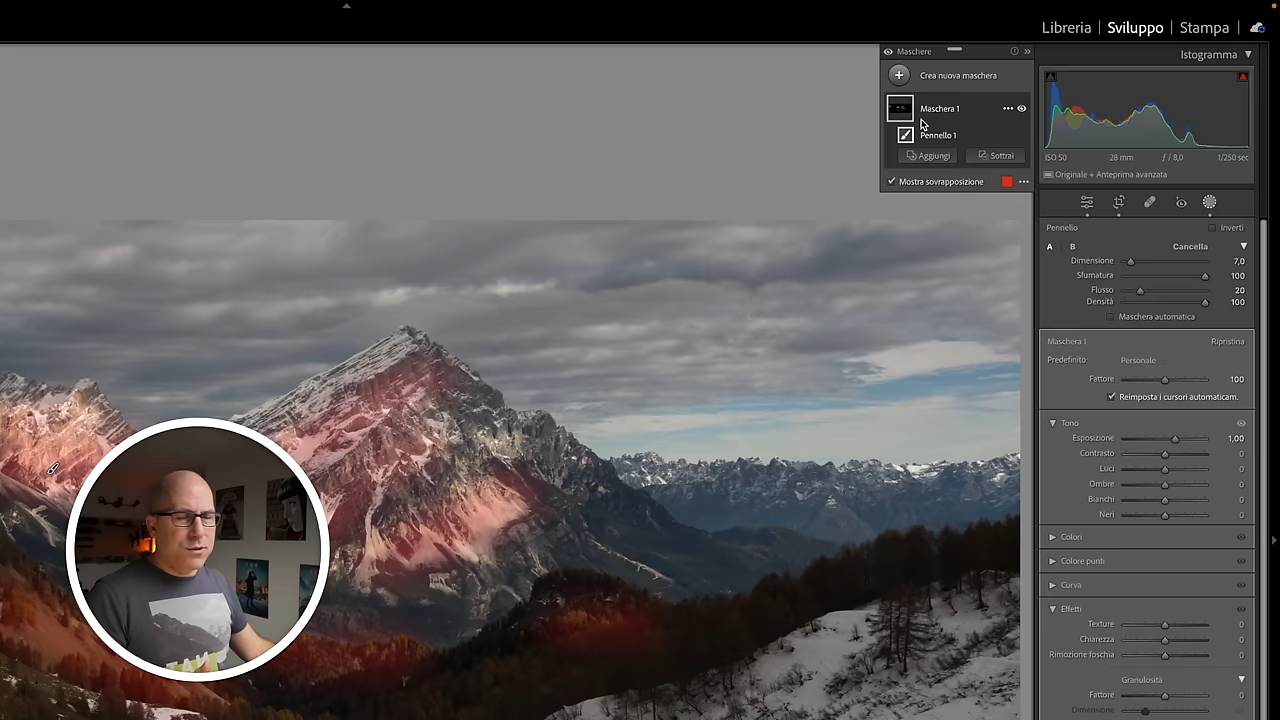 Libreria | Sviluppo | Stampa |
Maschere
Istogramma
Crea nuova maschera
Maschera 1
Pennello 1
Aggiungi Sottrai
Mostra sovrapposizione
ISO 50 28 mm ƒ / 8,0 1/250 sec
Originale + Anteprima avanzata
Pennello Inverti
A B Cancella
Dimensione 7,0
Sfumatura 100
Flusso 20
Densità 100
Maschera automatica
Maschera 1 Ripristina
Predefinito: Personale
Fattore 100
Reimposta i cursori automaticam.
Tono
Esposizione 1,00
Contrasto 0
Luci 0
Ombre 0
Bianchi 0
Neri 0
Colori
Colore punti
Curva
Effetti
Texture 0
Chiarezza 0
Rimozione foschia 0
Granulosità
Fattore 0
Dimensione